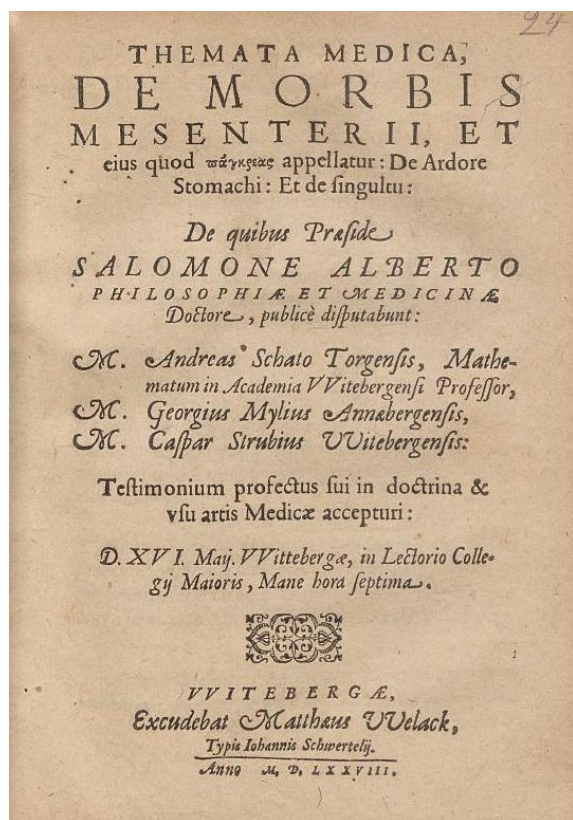 24
THEMATA MEDICA,
DE MORBIS
MESENTERII, ET
eius quod πάγκρεας appellatur: De Ardore
Stomachi: Et de ſingultu:
De quibus Præſide
SALOMONE ALBERTO
PHILOSOPHIÆ ET MEDICINÆ
Doctore, publicè diſputabunt:
M. Andreas Schato Torgenſis, Mathe-
matum in Academia VVitebergenſi Profeſſor,
M. Georgius Mylius Annæbergenſis,
M. Caſpar Strubius VVitebergenſis:
Teſtimonium profectus ſui in doctrina &
vſu artis Medicæ accepturi:
D. XVI. Maij. VVittebergæ, in Lectorio Colle-
gij Maioris, Mane hora ſeptima.
VVITEBERGÆ,
Excudebat Matthæus VVelack,
Typis Iohannis Schwertelij.
Anno M. D. LXXVIII.